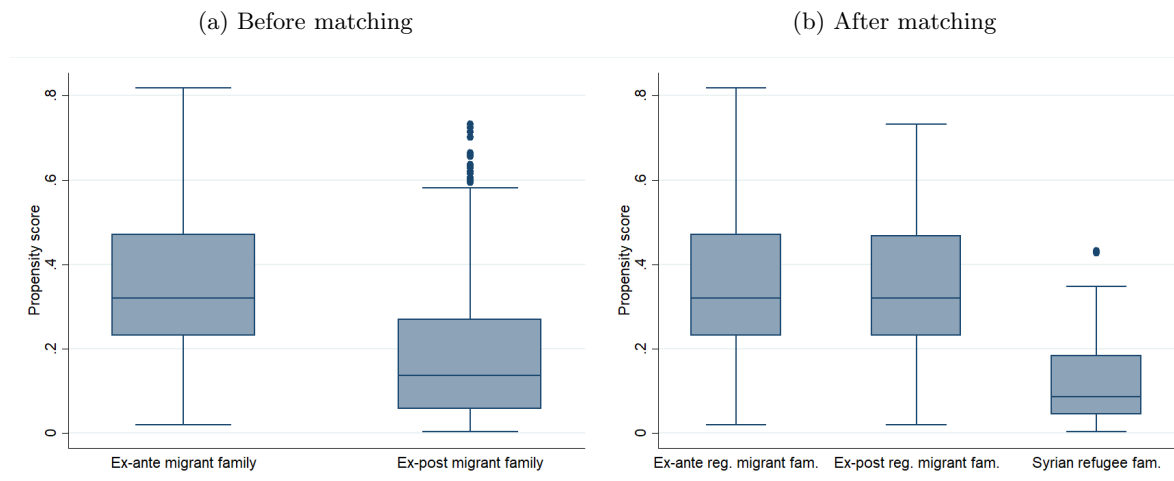 (a) Before matching
Propensity score
.8
.6
.4
.2
0
Ex-ante migrant family
Ex-post migrant family
(b) After matching
Propensity score
.8
.6
.4
.2
0
Ex-ante reg. migrant fam.
Ex-post reg. migrant fam.
Syrian refugee fam.